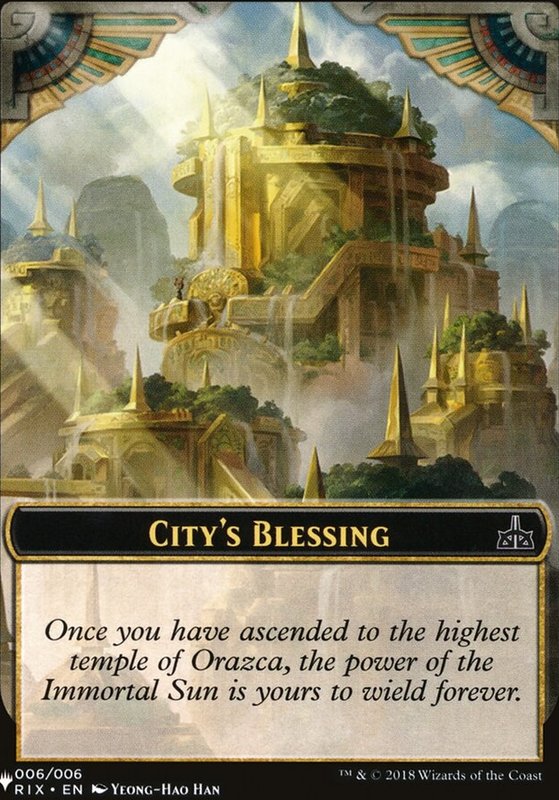 CITY'S BLESSING
Once you have ascended to the highest
temple of Orazca, the power of the
Immortal Sun is yours to wield forever.
006/006
RIX • EN Yeong-Hao Han
™ & © 2018 Wizards of the Coast